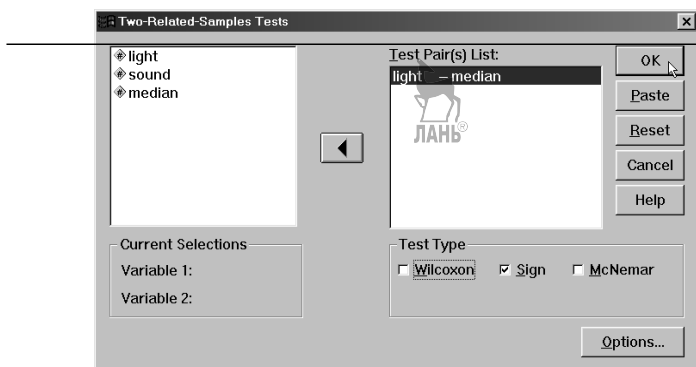 Two-Related-Samples Tests
light
sound
median
Test Pair(s) List:
light – median
ЛАНЬ®
OK
Paste
Reset
Cancel
Help
Current Selections
Variable 1:
Variable 2:
Test Type
Wilcoxon
Sign
McNemar
Options...